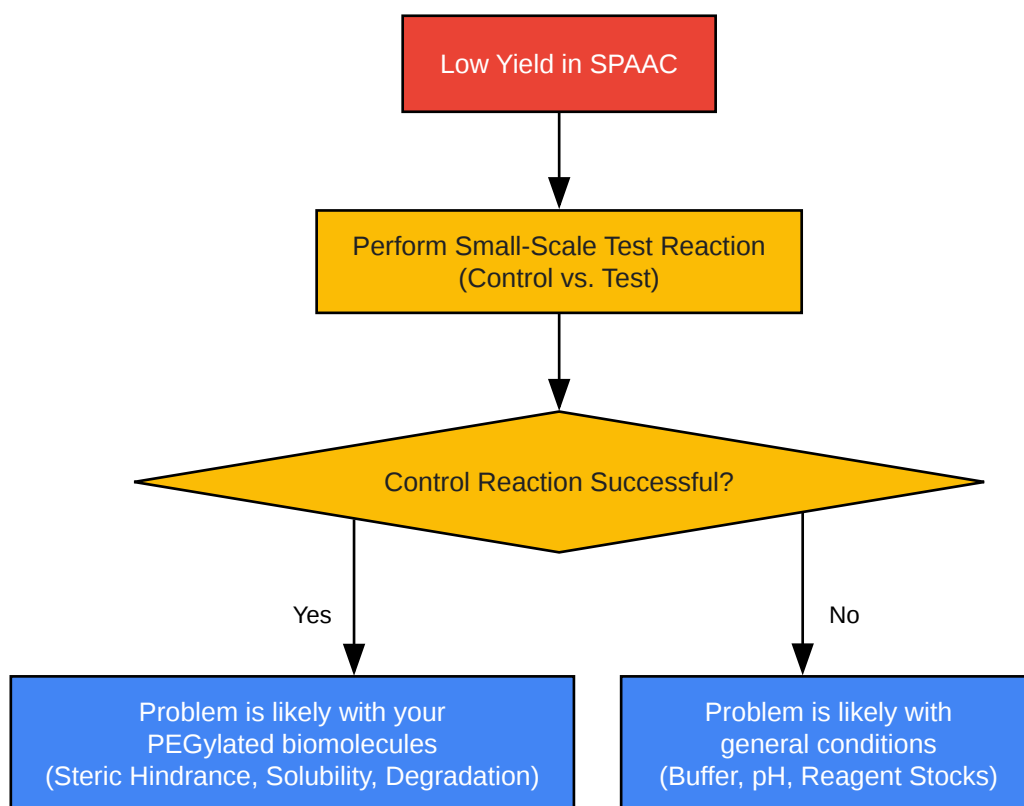 Low Yield in SPAAC
Perform Small-Scale Test Reaction
(Control vs. Test)
Control Reaction Successful?
Yes
No
Problem is likely with your
PEGylated biomolecules
(Steric Hindrance, Solubility, Degradation)
Problem is likely with
general conditions
(Buffer, pH, Reagent Stocks)